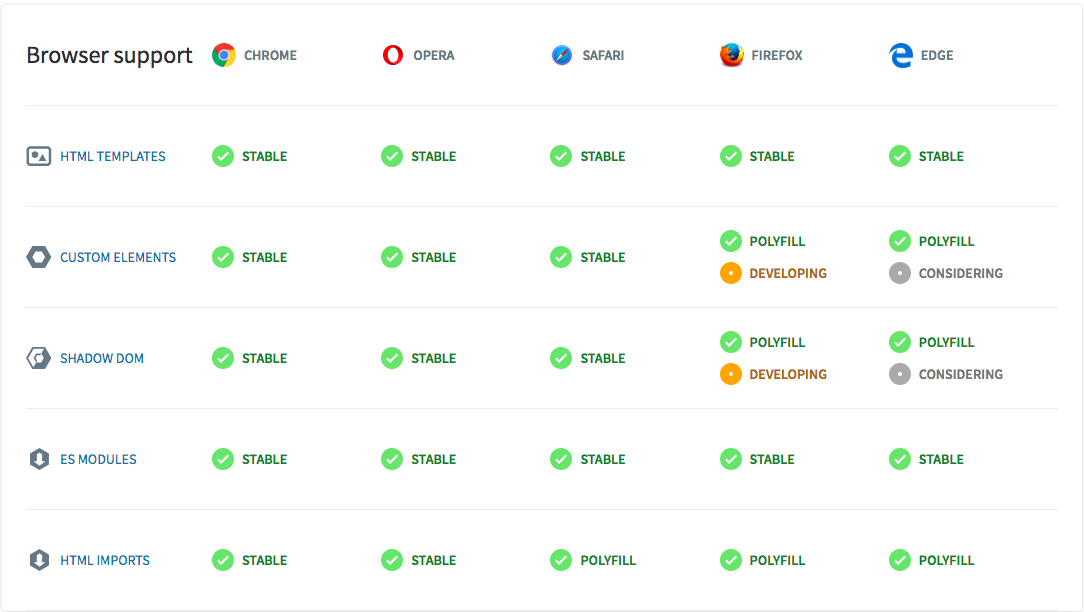 Browser support CHROME OPERA SAFARI FIREFOX EDGE
HTML TEMPLATES STABLE STABLE STABLE STABLE STABLE
CUSTOM ELEMENTS STABLE STABLE STABLE POLYFILL POLYFILL
DEVELOPING CONSIDERING
SHADOW DOM STABLE STABLE STABLE POLYFILL POLYFILL
DEVELOPING CONSIDERING
ES MODULES STABLE STABLE STABLE STABLE STABLE
HTML IMPORTS STABLE STABLE POLYFILL POLYFILL POLYFILL